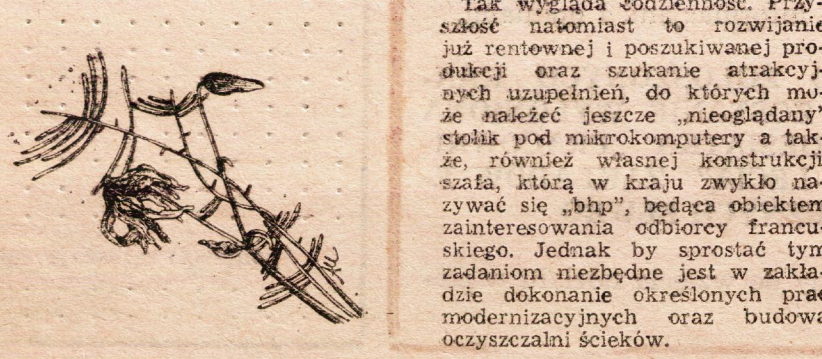 Tak wygląda codzienność. Przy-
szłość natomiast to rozwijanie
już rentownej i poszukiwanej pro-
dukcji oraz szukanie atrakcyj-
nych uzupełnień, do których mo-
że należeć jeszcze „nieoglądany”
stolik pod mikrokomputery a tak-
że, również własnej konstrukcji
szafa, którą w kraju zwykło na-
zywać się „bhp”, będąca obiektem
zainteresowania odbiorcy francu-
skiego. Jednak by sprostać tym
zadaniom niezbędne jest w zakła-
dzie dokonanie określonych prac
modernizacyjnych oraz budowa
oczyszczalni ścieków.